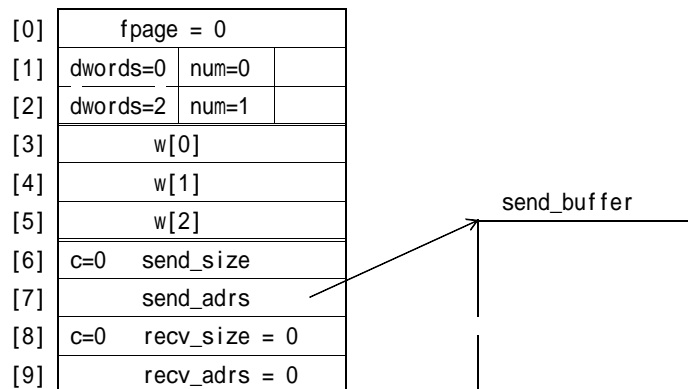 [0] fpage = 0
[1] dwords=0 num=0
[2] dwords=2 num=1
[3] w[0]
[4] w[1]
[5] w[2]
send_buffer
[6] c=0 send_size
[7] send_adrs
[8] c=0 recv_size = 0
[9] recv_adrs = 0